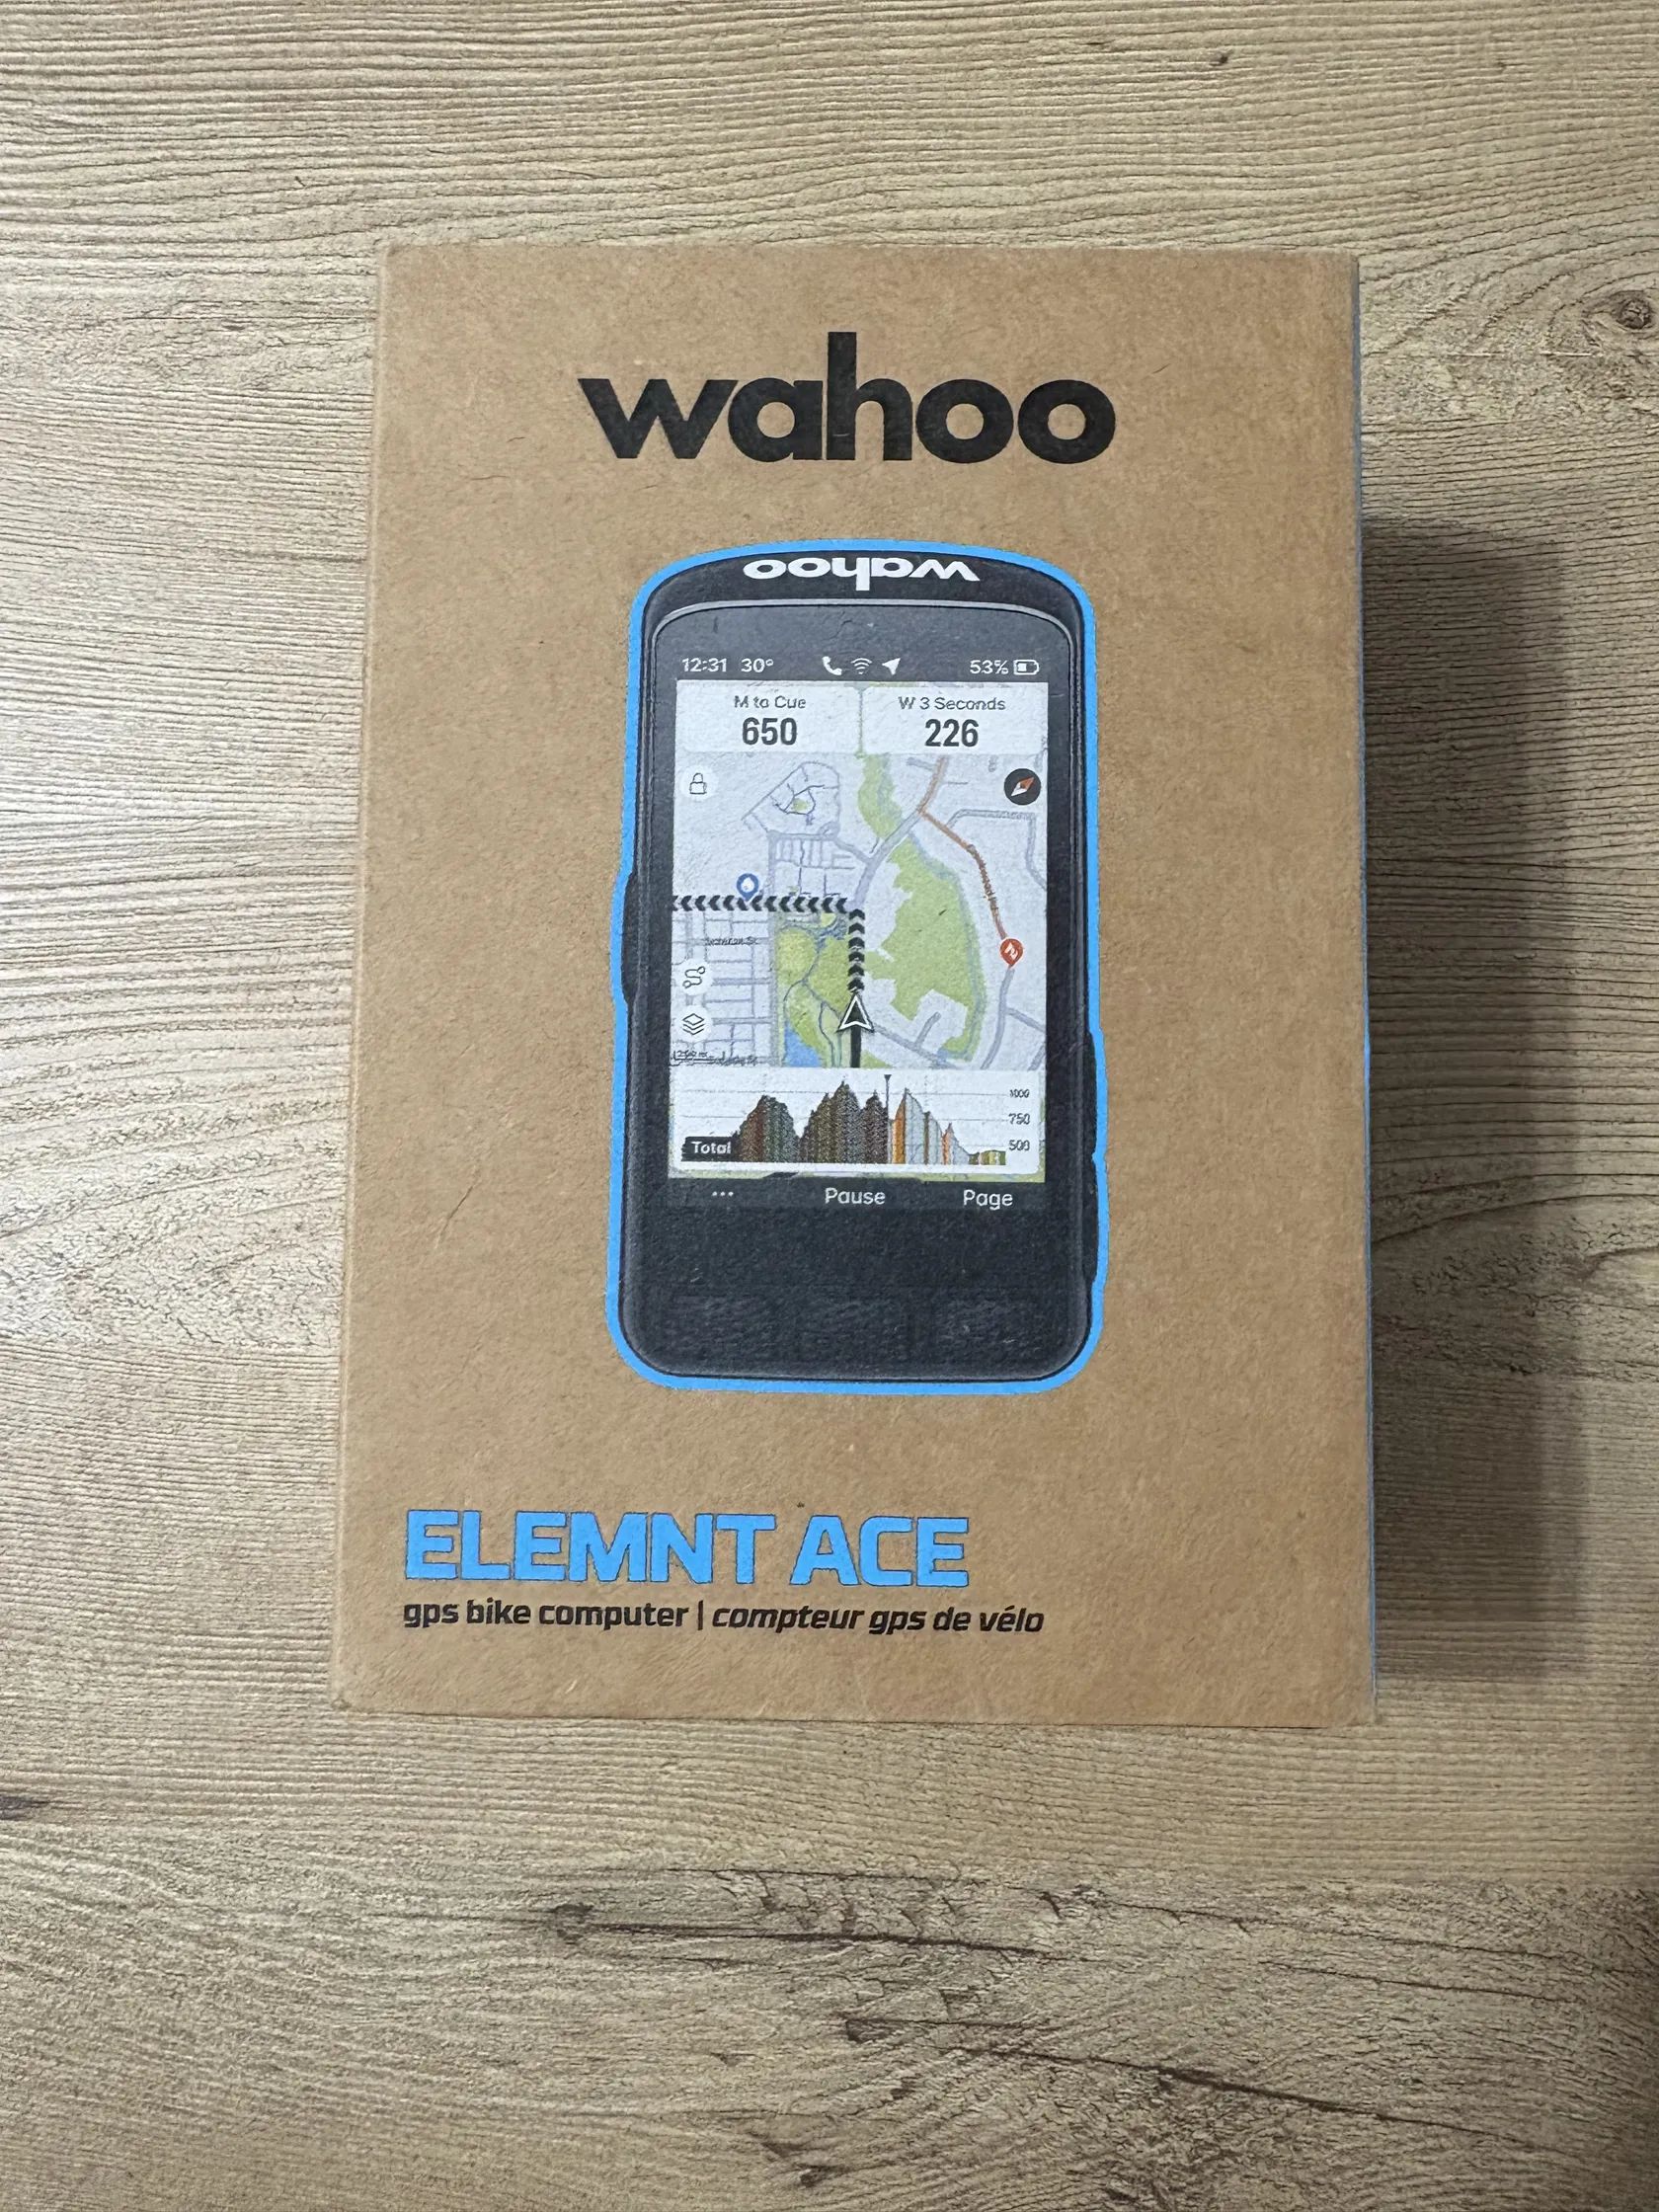 wahoo
wahoo
12:31 30° 53%
M to Cue W 3 Seconds
650 226
1000
750
Total 500
... Pause Page
ELEMNT ACE
gps bike computer | compteur gps de vélo